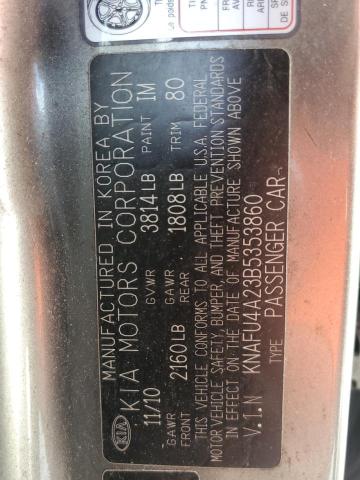 MANUFACTURED IN KOREA BY
KIA KIA MOTORS CORPORATION
11/10 GVWR 3814LB PAINT IM
GAWR FRONT 2160LB GAWR REAR 1808LB TRIM 80
THIS VEHICLE CONFORMS TO ALL APPLICABLE U.S.A. FEDERAL
MOTOR VEHICLE SAFETY, BUMPER, AND THEFT PREVENTION STANDARDS
IN EFFECT ON THE DATE OF MANUFACTURE SHOWN ABOVE
V.I.N KNAFU4A23B5353860
TYPE PASSENGER CAR